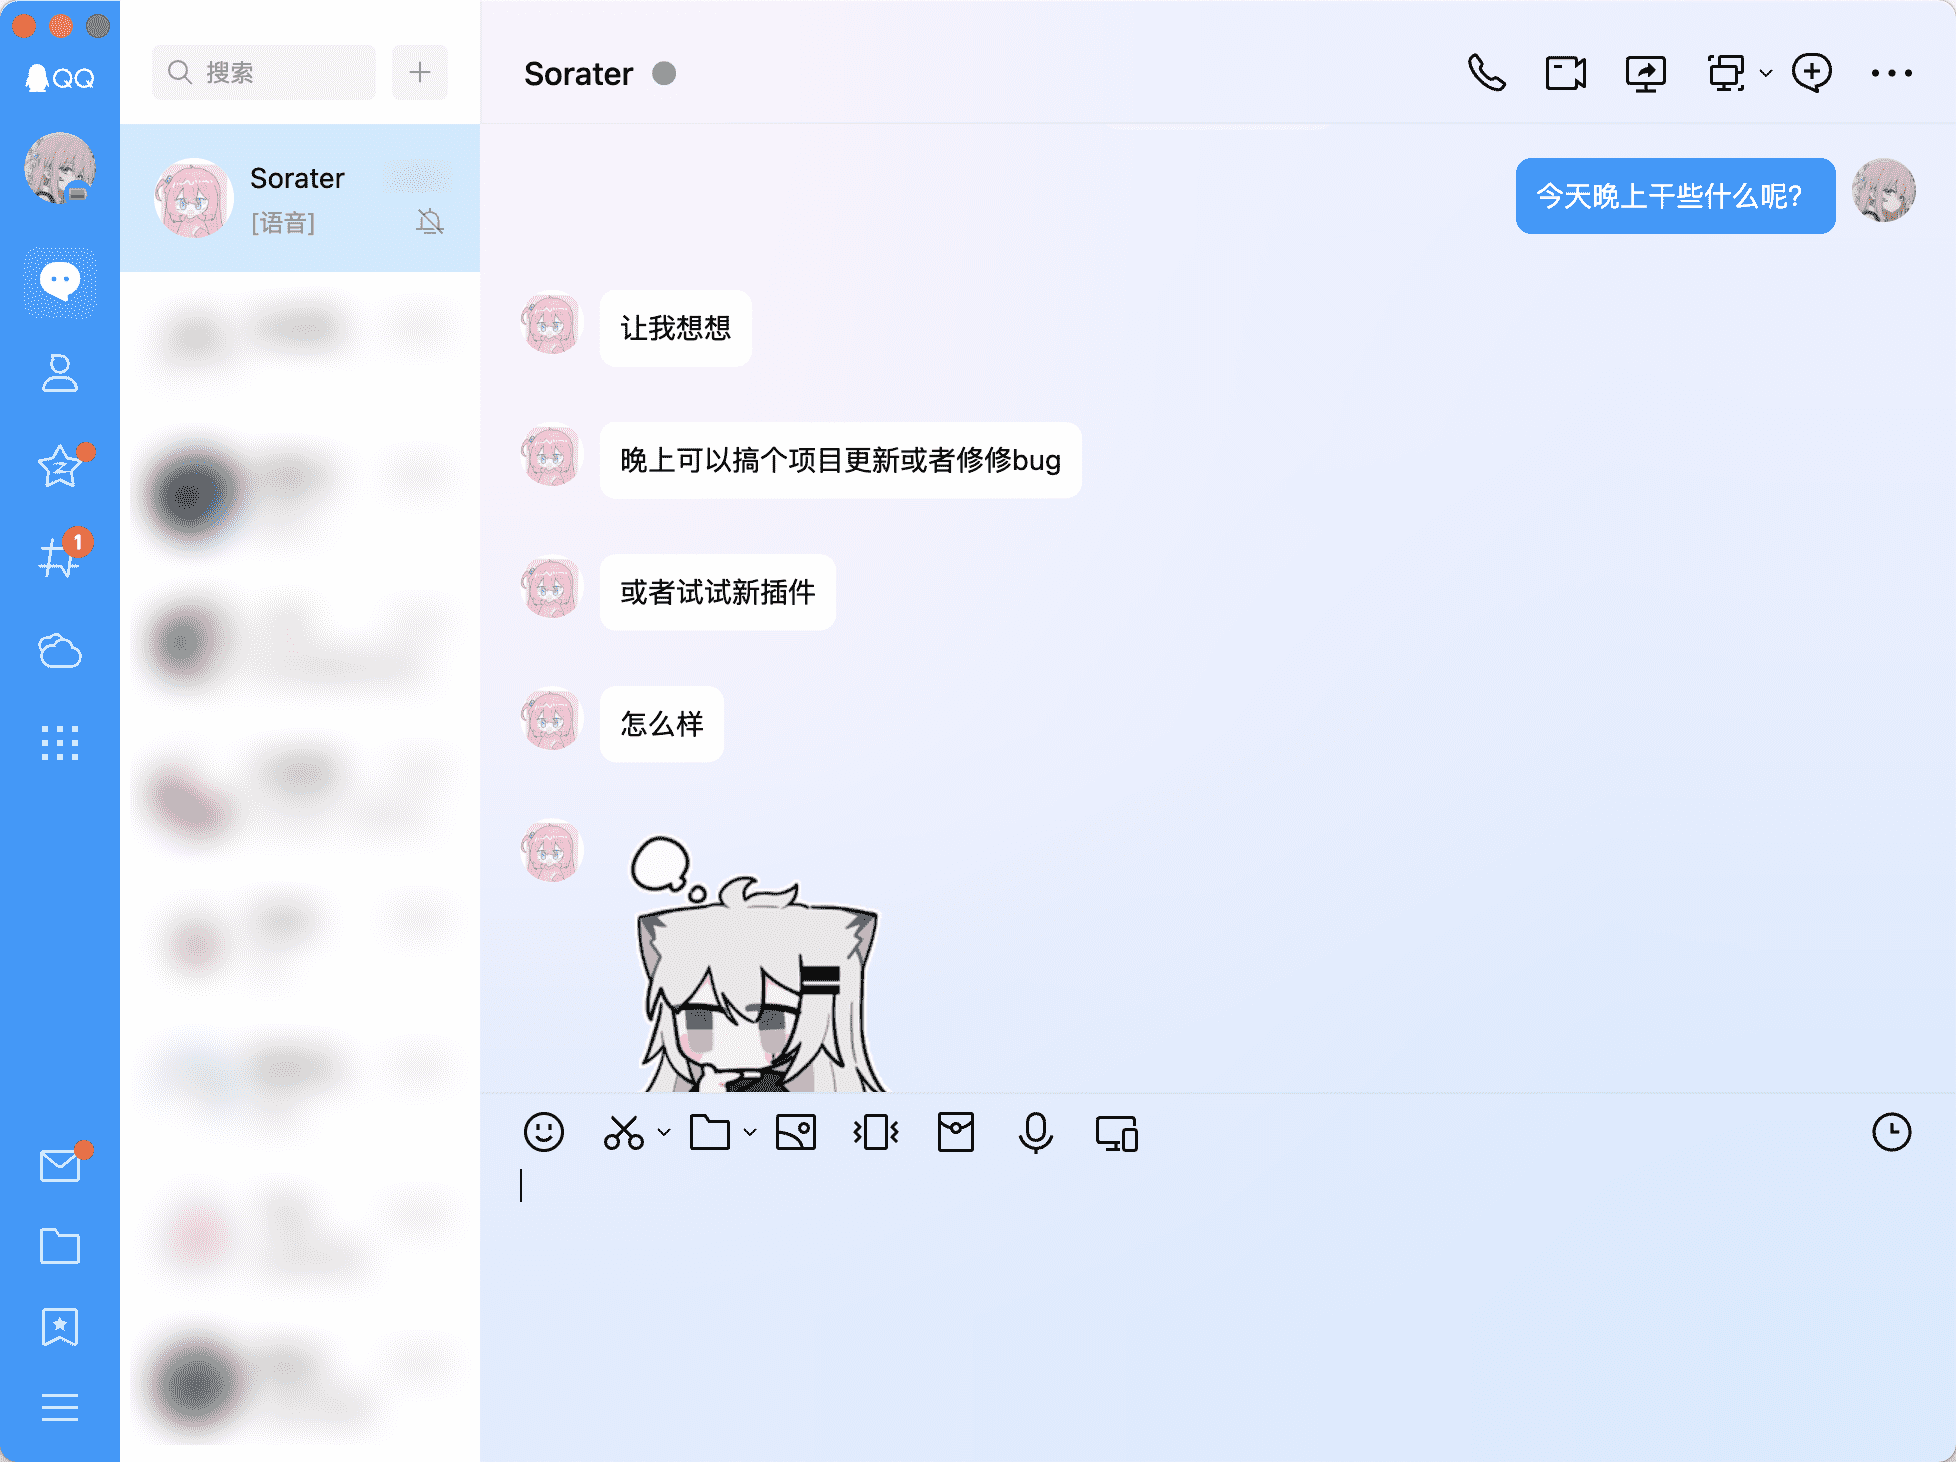 QQ
搜索
Sorater
[语音]
1
Sorater
今天晚上干些什么呢?
让我想想
晚上可以搞个项目更新或者修修bug
或者试试新插件
怎么样